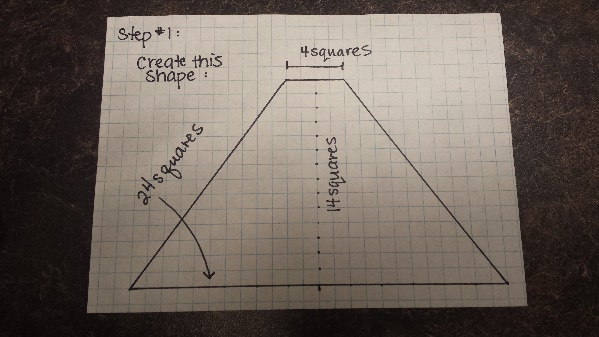 Step #1:
Create this
Shape :
4squares
24squares
14squares